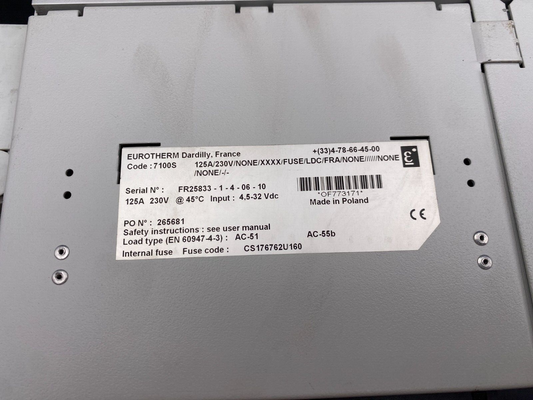 EUROTHERM Dardilly, France +(33)4-78-66-45-00
Code : 7100S 125A/230V/NONE/XXXX/FUSE/LDC/FRA/NONE//////NONE
/NONE/-/-
Serial N° : FR25833 - 1 - 4 - 06 - 10
125A 230V @ 45°C Input : 4,5-32 Vdc
*OF773171*
Made in Poland
PO N° : 265681
Safety instructions : see user manual
Load type (EN 60947-4-3) : AC-51 AC-55b
Internal fuse Fuse code : CS176762U160